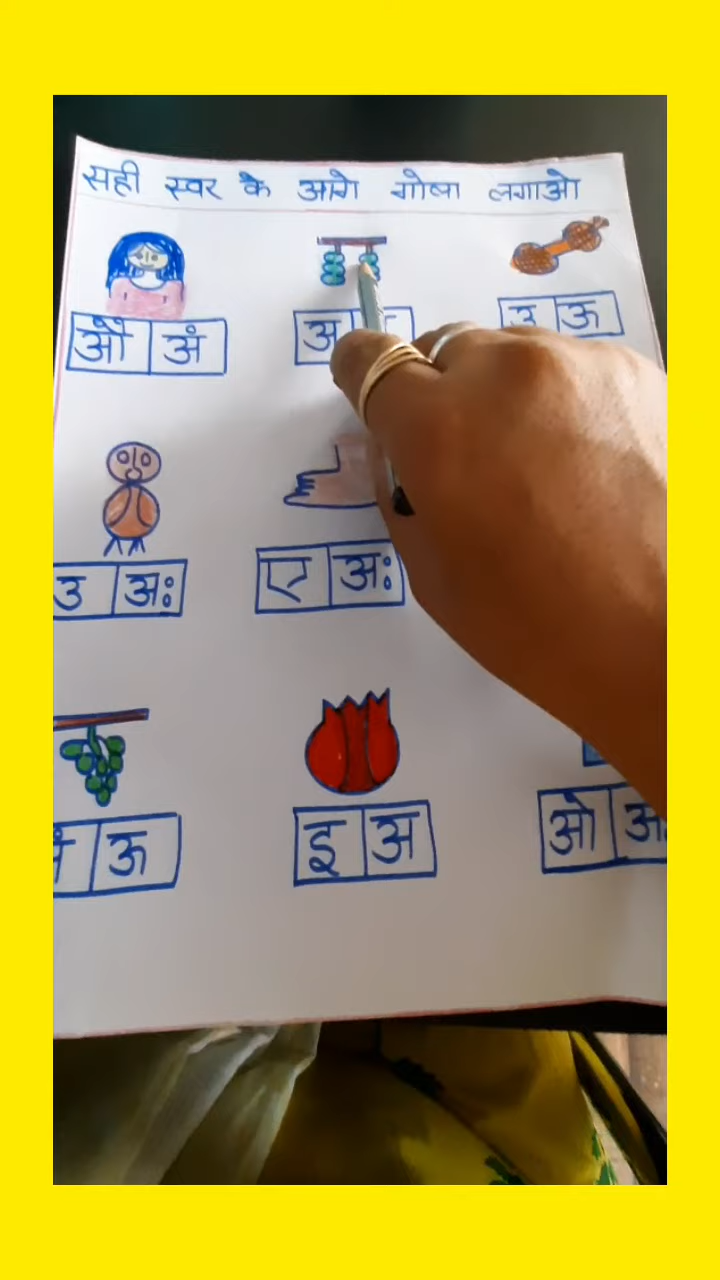 सही स्वर के आगे गोला लगाओ
औ अं
अ
उ ऊ
उ अः
ए अः
ऊ
इ अ
ओ अ